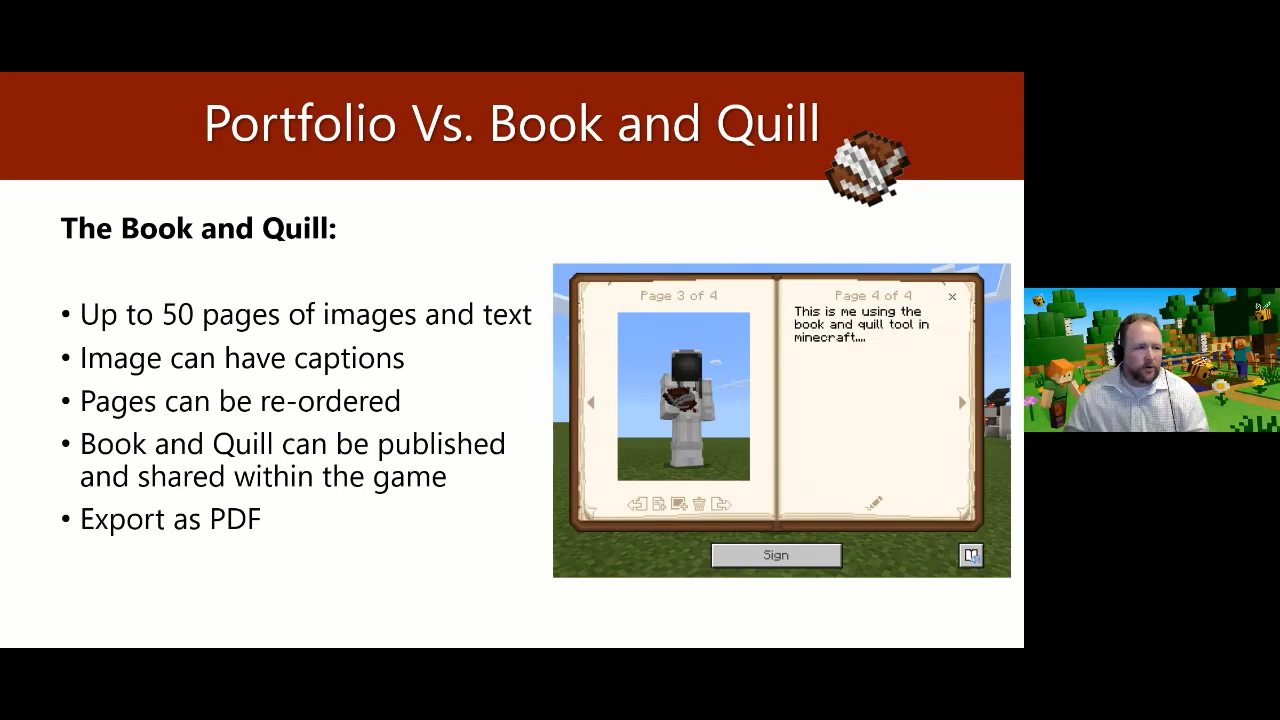 Portfolio Vs. Book and Quill
The Book and Quill:
• Up to 50 pages of images and text
• Image can have captions
• Pages can be re-ordered
• Book and Quill can be published
and shared within the game
• Export as PDF
Page 3 of 4
Page 4 of 4
This is me using the
book and quill tool in
minecraft....
Sign